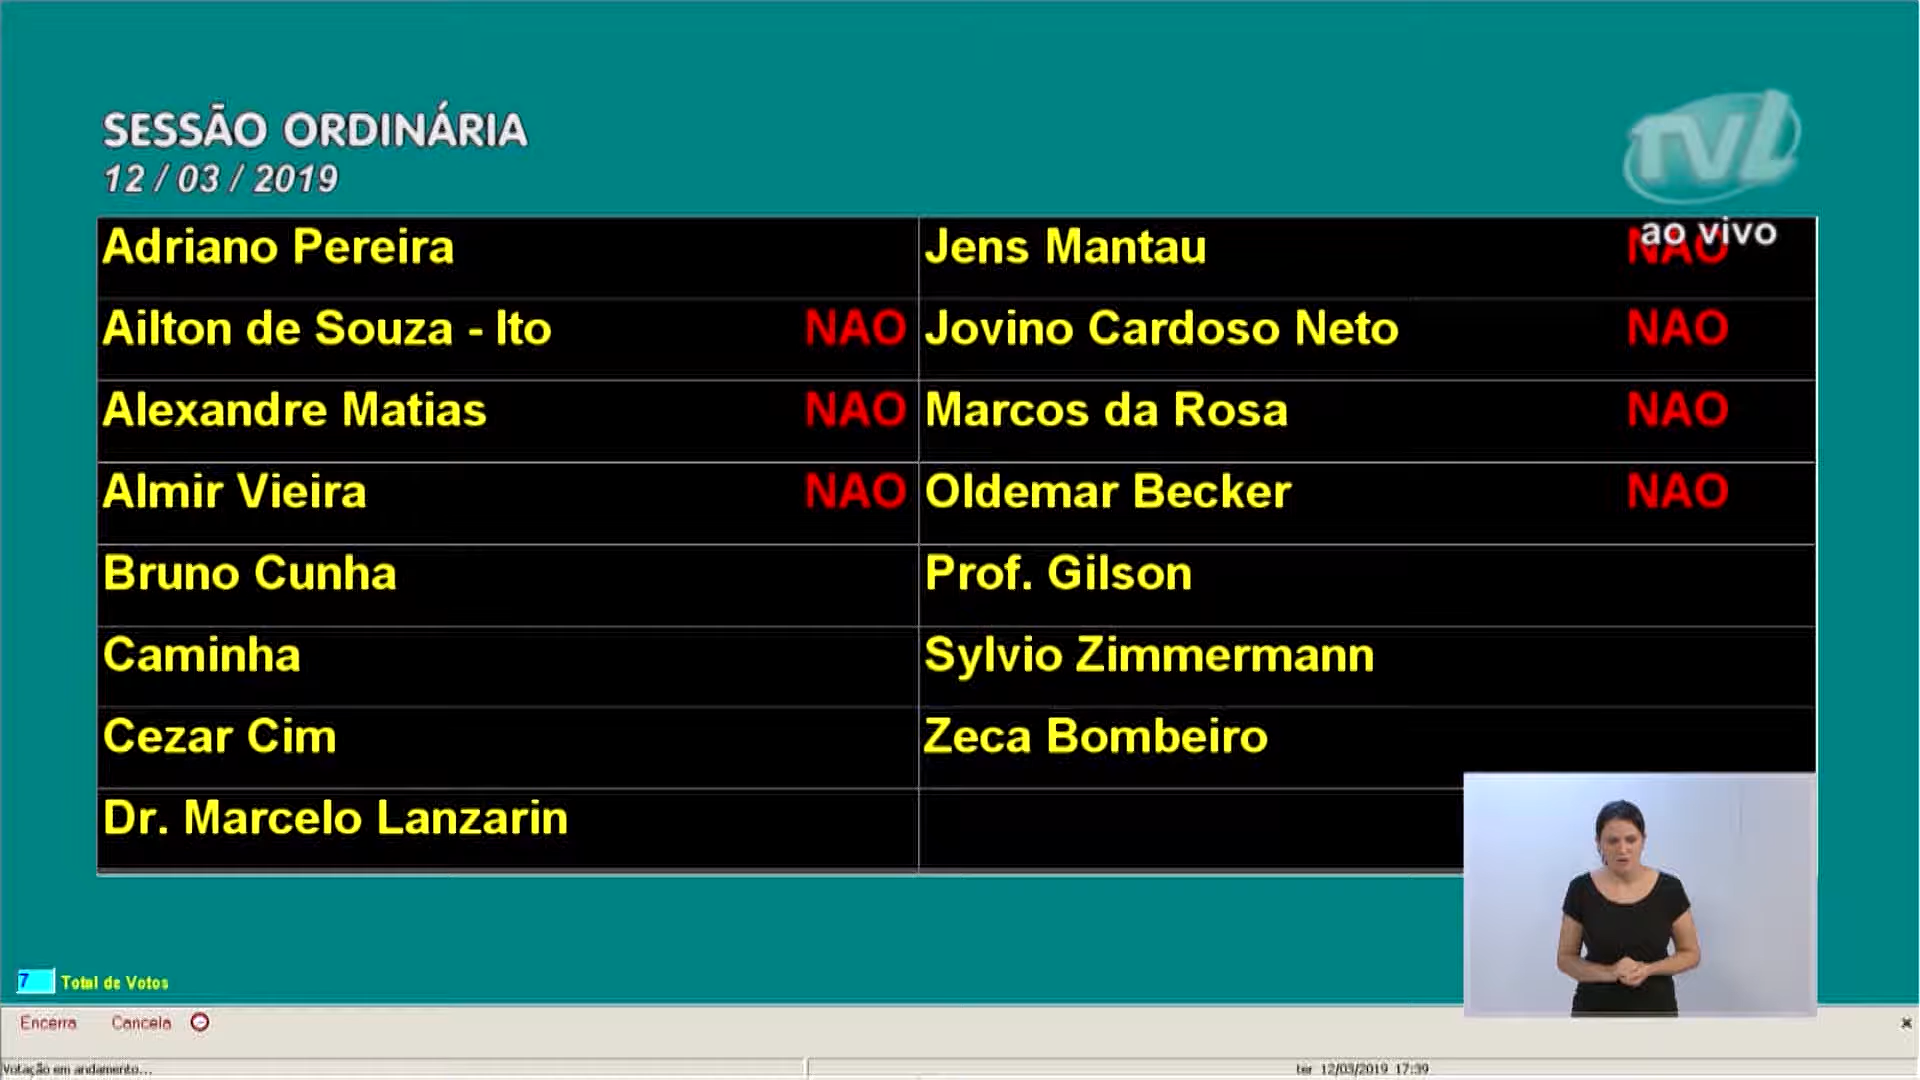 SESSÃO ORDINÁRIA
12 / 03 / 2019
TVL
ao vivo
Adriano Pereira
Jens Mantau NAO
Ailton de Souza - Ito NAO
Jovino Cardoso Neto NAO
Alexandre Matias NAO
Marcos da Rosa NAO
Almir Vieira NAO
Oldemar Becker NAO
Bruno Cunha
Prof. Gilson
Caminha
Sylvio Zimmermann
Cezar Cim
Zeca Bombeiro
Dr. Marcelo Lanzarin
7 Total de Votos
Encerra Cancela
Votação em andamento...
ter 12/03/2019 17:39